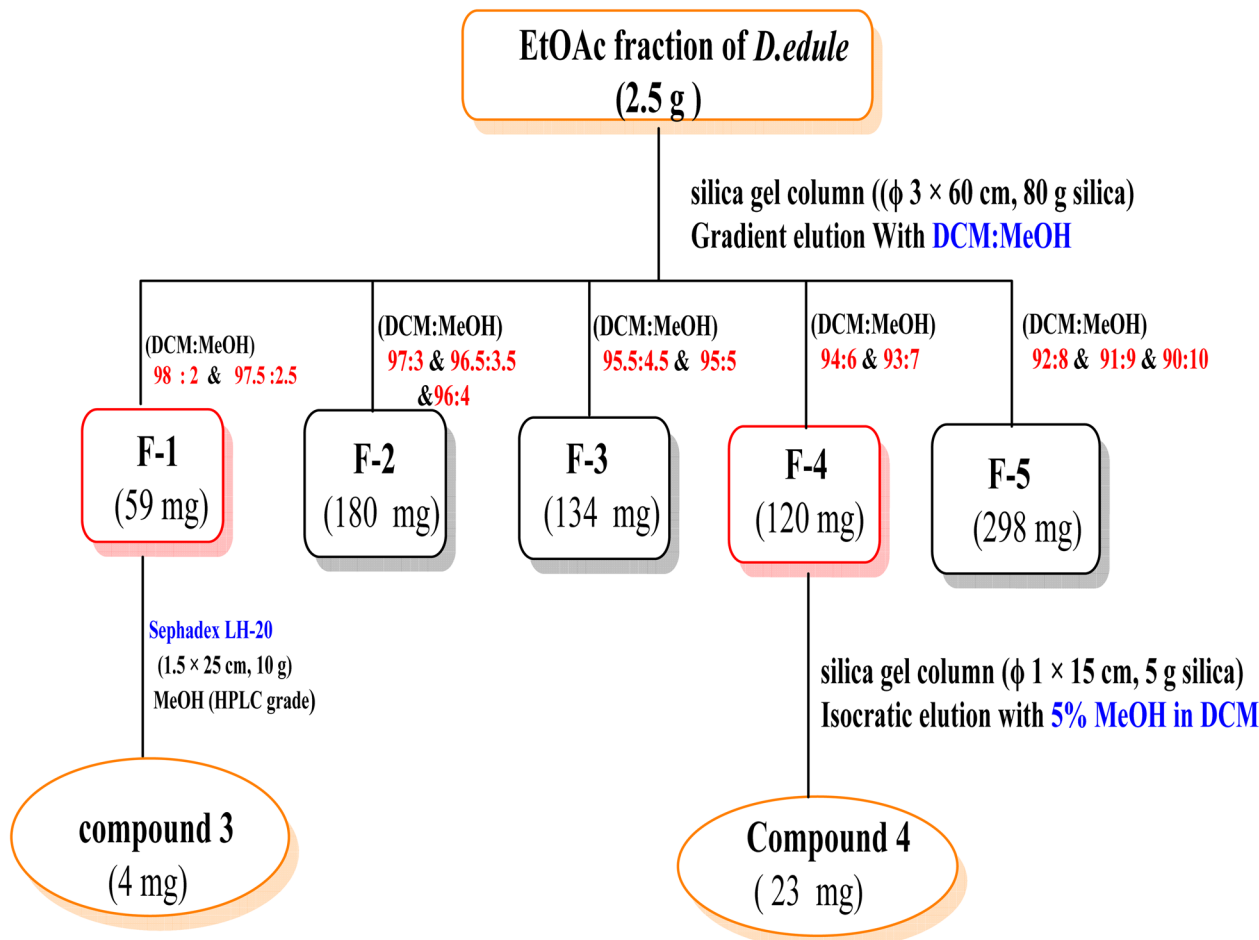 EtOAc fraction of D.edule
(2.5 g )
silica gel column ((ϕ 3 × 60 cm, 80 g silica)
Gradient elution With DCM:MeOH
(DCM:MeOH)
98 : 2 & 97.5 :2.5
(DCM:MeOH)
97:3 & 96.5:3.5
&96:4
(DCM:MeOH)
95.5:4.5 & 95:5
(DCM:MeOH)
94:6 & 93:7
(DCM:MeOH)
92:8 & 91:9 & 90:10
F-1
(59 mg)
F-2
(180 mg)
F-3
(134 mg)
F-4
(120 mg)
F-5
(298 mg)
Sephadex LH-20
(1.5 × 25 cm, 10 g)
MeOH (HPLC grade)
silica gel column (ϕ 1 × 15 cm, 5 g silica)
Isocratic elution with 5% MeOH in DCM
compound 3
(4 mg)
Compound 4
( 23 mg)